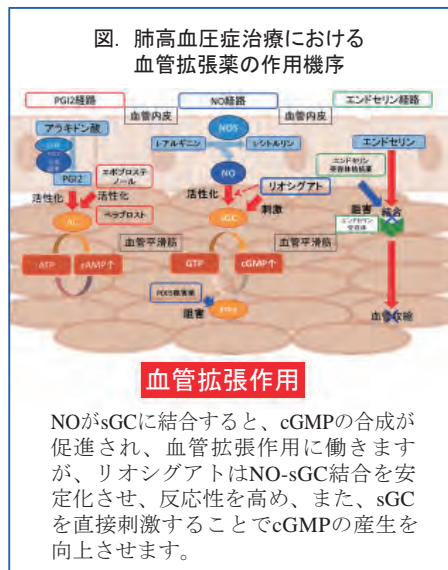 図. 肺高血圧症治療における
血管拡張薬の作用機序
PGI2経路
NO経路
エンドセリン経路
血管内皮
血管内皮
アラキドン酸
NOS
エンドセリン
L-アルギニン
L-シトルリン
エンドセリン
受容体拮抗薬
PGI2
エポプロステ
ノール
NO
リオシグアト
活性化
活性化
活性化
刺激
阻害
結合
ベラプロスト
AC
sGC
エンドセリン
受容体
血管平滑筋
血管平滑筋
ATP
cAMP↑
GTP
cGMP↑
PDE5阻害薬
阻害
血管収縮
血管拡張作用
NOがsGCに結合すると、cGMPの合成が
促進され、血管拡張作用に働きます
が、リオシグアトはNO-sGC結合を安
定化させ、反応性を高め、また、sGC
を直接刺激することでcGMPの産生を
向上させます。